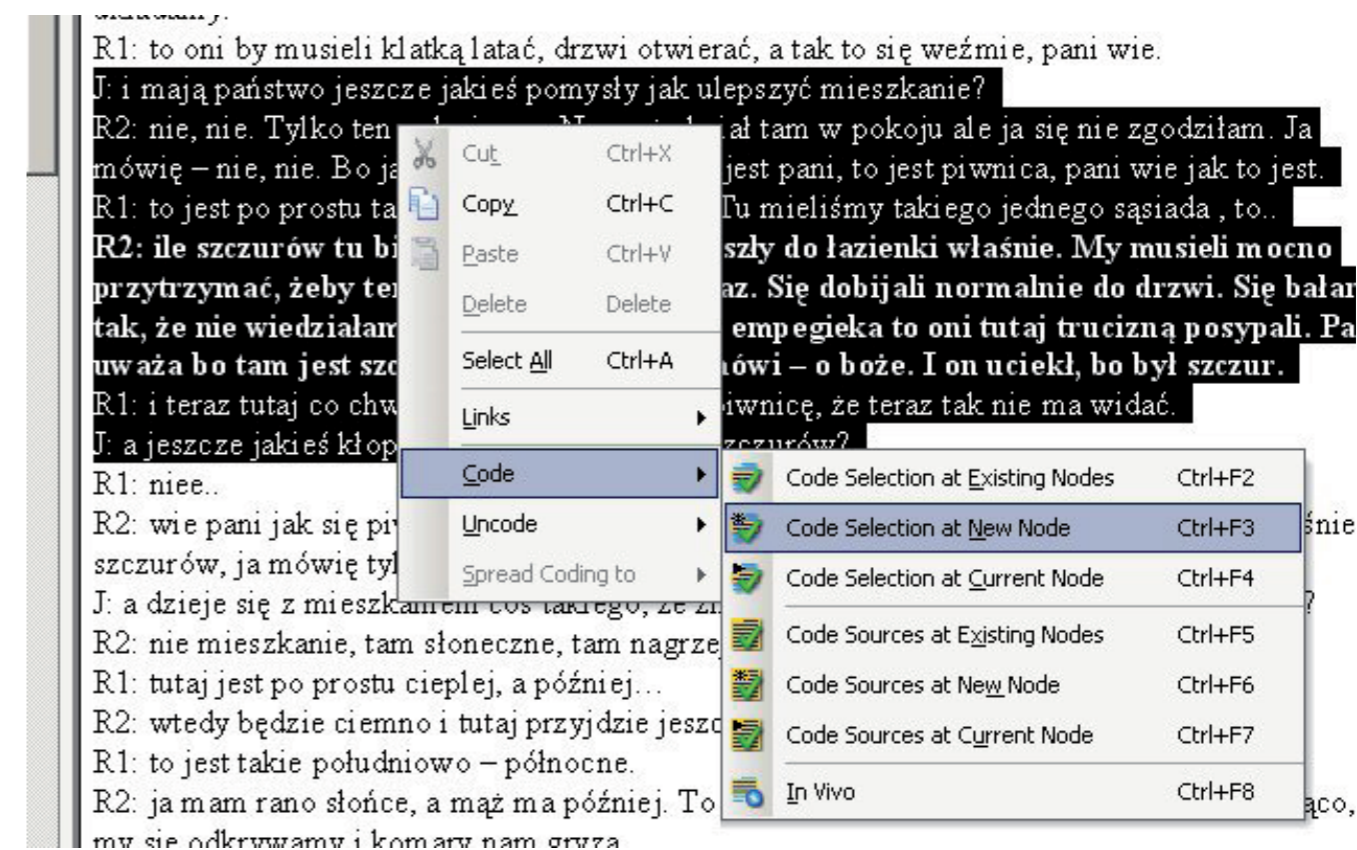 R1: to oni by musieli klatką latać, drzwi otwierać, a tak to się weźmie, pani wie.
J: i mają państwo jeszcze jakieś pomysły jak ulepszyć mieszkanie?
R2: nie, nie. Tylko ten tam w pokoju ale ja się nie zgodziłam. Ja
mówię – nie, nie. Bo ja jest pani, to jest piwnica, pani wie jak to jest.
R1: to jest po prostu ta Tu mieliśmy takiego jednego sąsiada , to..
R2: ile szczurów tu bi szły do łazienki właśnie. My musieli mocno
przytrzymać, żeby ter az. Się dobijali normalnie do drzwi. Się bałam
tak, że nie wiedziałam empegieka to oni tutaj trucizną posypali. Pa
uważa bo tam jest szc ówi – o boże. I on uciekł, bo był szczur.
R1: i teraz tutaj co chw iwnicę, że teraz tak nie ma widać.
J: a jeszcze jakieś kłop szczurów?
R1: niee..
R2: wie pani jak się piw śnie
szczurów, ja mówię tyl
J: a dzieje się z mieszkaniem coś takiego, że ?
R2: nie mieszkanie, tam słoneczne, tam nagrze
R1: tutaj jest po prostu cieplej, a później…
R2: wtedy będzie ciemno i tutaj przyjdzie jeszc
R1: to jest takie południowo – północne.
R2: ja mam rano słońce, a mąż ma później. To ąco,
my się odkrywamy i komary nam gryzą
Cut Ctrl+X
Copy Ctrl+C
Paste Ctrl+V
Delete Delete
Select All Ctrl+A
Links
Code
Uncode
Spread Coding to
Code Selection at Existing Nodes Ctrl+F2
Code Selection at New Node Ctrl+F3
Code Selection at Current Node Ctrl+F4
Code Sources at Existing Nodes Ctrl+F5
Code Sources at New Node Ctrl+F6
Code Sources at Current Node Ctrl+F7
In Vivo Ctrl+F8